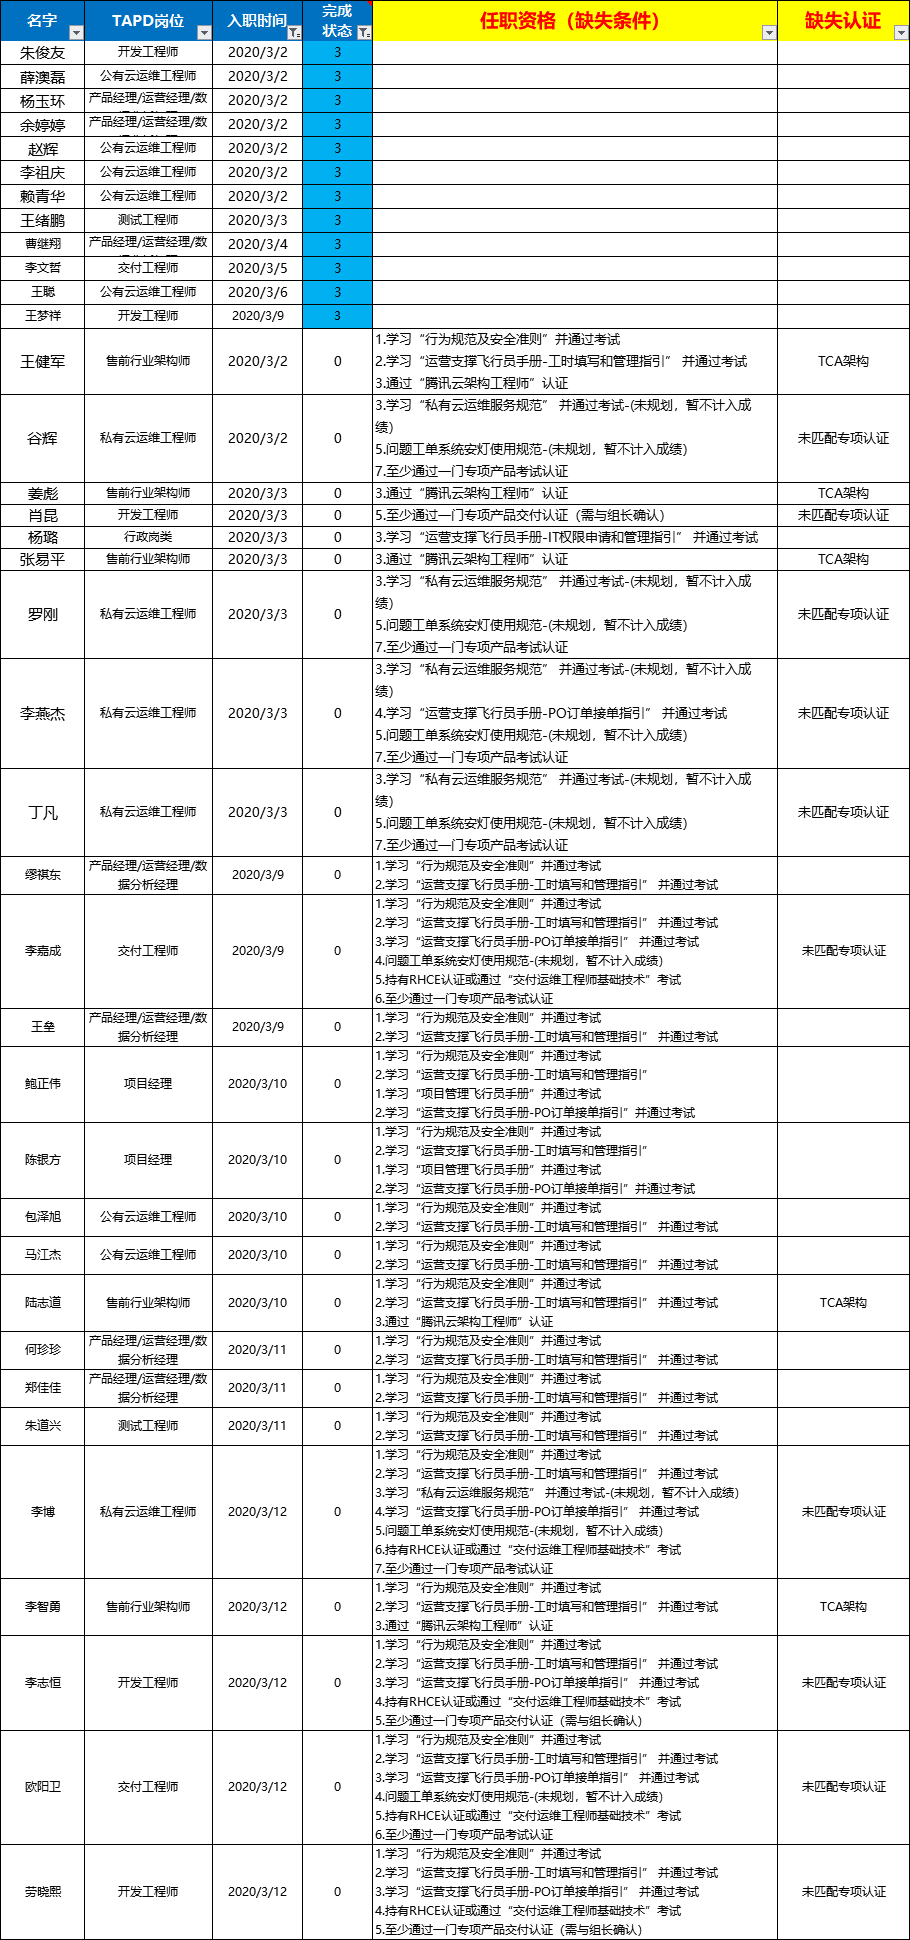 名字 TAPD岗位 入职时间 完成状态 任职资格（缺失条件） 缺失认证
朱俊友 开发工程师 2020/3/2 3
薛澳磊 公有云运维工程师 2020/3/2 3
杨玉环 产品经理/运营经理/数 2020/3/2 3
余婷婷 产品经理/运营经理/数 2020/3/2 3
赵辉 公有云运维工程师 2020/3/2 3
李祖庆 公有云运维工程师 2020/3/2 3
赖青华 公有云运维工程师 2020/3/2 3
王绪鹏 测试工程师 2020/3/3 3
曹继翔 产品经理/运营经理/数 2020/3/4 3
李文哲 交付工程师 2020/3/5 3
王聪 公有云运维工程师 2020/3/6 3
王梦祥 开发工程师 2020/3/9 3
王健军 售前行业架构师 2020/3/2 0
1.学习“行为规范及安全准则”并通过考试
2.学习“运营支撑飞行员手册-工时填写和管理指引” 并通过考试
3.通过“腾讯云架构工程师”认证
TCA架构
谷辉 私有云运维工程师 2020/3/2 0
3.学习“私有云运维服务规范” 并通过考试-(未规划，暂不计入成
绩)
5.问题工单系统安灯使用规范-(未规划，暂不计入成绩)
7.至少通过一门专项产品考试认证
未匹配专项认证
姜彪 售前行业架构师 2020/3/3 0 3.通过“腾讯云架构工程师”认证 TCA架构
肖昆 开发工程师 2020/3/3 0 5.至少通过一门专项产品交付认证（需与组长确认） 未匹配专项认证
杨璐 行政岗类 2020/3/3 0 3.学习“运营支撑飞行员手册-IT权限申请和管理指引” 并通过考试
张易平 售前行业架构师 2020/3/3 0 3.通过“腾讯云架构工程师”认证 TCA架构
罗刚 私有云运维工程师 2020/3/3 0
3.学习“私有云运维服务规范” 并通过考试-(未规划，暂不计入成
绩)
5.问题工单系统安灯使用规范-(未规划，暂不计入成绩)
7.至少通过一门专项产品考试认证
未匹配专项认证
李燕杰 私有云运维工程师 2020/3/3 0
3.学习“私有云运维服务规范” 并通过考试-(未规划，暂不计入成
绩)
4.学习“运营支撑飞行员手册-PO订单接单指引” 并通过考试
5.问题工单系统安灯使用规范-(未规划，暂不计入成绩)
7.至少通过一门专项产品考试认证
未匹配专项认证
丁凡 私有云运维工程师 2020/3/3 0
3.学习“私有云运维服务规范” 并通过考试-(未规划，暂不计入成
绩)
5.问题工单系统安灯使用规范-(未规划，暂不计入成绩)
7.至少通过一门专项产品考试认证
未匹配专项认证
缪祺东 产品经理/运营经理/数据分析经理 2020/3/9 0
1.学习“行为规范及安全准则”并通过考试
2.学习“运营支撑飞行员手册-工时填写和管理指引” 并通过考试
李嘉成 交付工程师 2020/3/9 0
1.学习“行为规范及安全准则”并通过考试
2.学习“运营支撑飞行员手册-工时填写和管理指引” 并通过考试
3.学习“运营支撑飞行员手册-PO订单接单指引” 并通过考试
4.问题工单系统安灯使用规范-(未规划，暂不计入成绩)
5.持有RHCE认证或通过“交付运维工程师基础技术”考试
6.至少通过一门专项产品考试认证
未匹配专项认证
王垒 产品经理/运营经理/数据分析经理 2020/3/9 0
1.学习“行为规范及安全准则”并通过考试
2.学习“运营支撑飞行员手册-工时填写和管理指引” 并通过考试
鲍正伟 项目经理 2020/3/10 0
1.学习“行为规范及安全准则”并通过考试
2.学习“运营支撑飞行员手册-工时填写和管理指引”
1.学习“项目管理飞行员手册”并通过考试
2.学习“运营支撑飞行员手册-PO订单接单指引”并通过考试
陈银方 项目经理 2020/3/10 0
1.学习“行为规范及安全准则”并通过考试
2.学习“运营支撑飞行员手册-工时填写和管理指引”
1.学习“项目管理飞行员手册”并通过考试
2.学习“运营支撑飞行员手册-PO订单接单指引”并通过考试
包泽旭 公有云运维工程师 2020/3/10 0
1.学习“行为规范及安全准则”并通过考试
2.学习“运营支撑飞行员手册-工时填写和管理指引” 并通过考试
马江杰 公有云运维工程师 2020/3/10 0
1.学习“行为规范及安全准则”并通过考试
2.学习“运营支撑飞行员手册-工时填写和管理指引” 并通过考试
陆志道 售前行业架构师 2020/3/10 0
1.学习“行为规范及安全准则”并通过考试
2.学习“运营支撑飞行员手册-工时填写和管理指引” 并通过考试
3.通过“腾讯云架构工程师”认证
TCA架构
何珍珍 产品经理/运营经理/数据分析经理 2020/3/11 0
1.学习“行为规范及安全准则”并通过考试
2.学习“运营支撑飞行员手册-工时填写和管理指引” 并通过考试
郑佳佳 产品经理/运营经理/数据分析经理 2020/3/11 0
1.学习“行为规范及安全准则”并通过考试
2.学习“运营支撑飞行员手册-工时填写和管理指引” 并通过考试
朱道兴 测试工程师 2020/3/11 0
1.学习“行为规范及安全准则”并通过考试
2.学习“运营支撑飞行员手册-工时填写和管理指引” 并通过考试
李博 私有云运维工程师 2020/3/12 0
1.学习“行为规范及安全准则”并通过考试
2.学习“运营支撑飞行员手册-工时填写和管理指引” 并通过考试
3.学习“私有云运维服务规范” 并通过考试-(未规划，暂不计入成绩)
4.学习“运营支撑飞行员手册-PO订单接单指引” 并通过考试
5.问题工单系统安灯使用规范-(未规划，暂不计入成绩)
6.持有RHCE认证或通过“交付运维工程师基础技术”考试
7.至少通过一门专项产品考试认证
未匹配专项认证
李智勇 售前行业架构师 2020/3/12 0
1.学习“行为规范及安全准则”并通过考试
2.学习“运营支撑飞行员手册-工时填写和管理指引” 并通过考试
3.通过“腾讯云架构工程师”认证
TCA架构
李志恒 开发工程师 2020/3/12 0
1.学习“行为规范及安全准则”并通过考试
2.学习“运营支撑飞行员手册-工时填写和管理指引” 并通过考试
3.学习“运营支撑飞行员手册-PO订单接单指引” 并通过考试
4.持有RHCE认证或通过“交付运维工程师基础技术”考试
5.至少通过一门专项产品交付认证（需与组长确认）
未匹配专项认证
欧阳卫 交付工程师 2020/3/12 0
1.学习“行为规范及安全准则”并通过考试
2.学习“运营支撑飞行员手册-工时填写和管理指引” 并通过考试
3.学习“运营支撑飞行员手册-PO订单接单指引” 并通过考试
4.问题工单系统安灯使用规范-(未规划，暂不计入成绩)
5.持有RHCE认证或通过“交付运维工程师基础技术”考试
6.至少通过一门专项产品考试认证
未匹配专项认证
劳晓熙 开发工程师 2020/3/12 0
1.学习“行为规范及安全准则”并通过考试
2.学习“运营支撑飞行员手册-工时填写和管理指引” 并通过考试
3.学习“运营支撑飞行员手册-PO订单接单指引” 并通过考试
4.持有RHCE认证或通过“交付运维工程师基础技术”考试
5.至少通过一门专项产品交付认证（需与组长确认）
未匹配专项认证